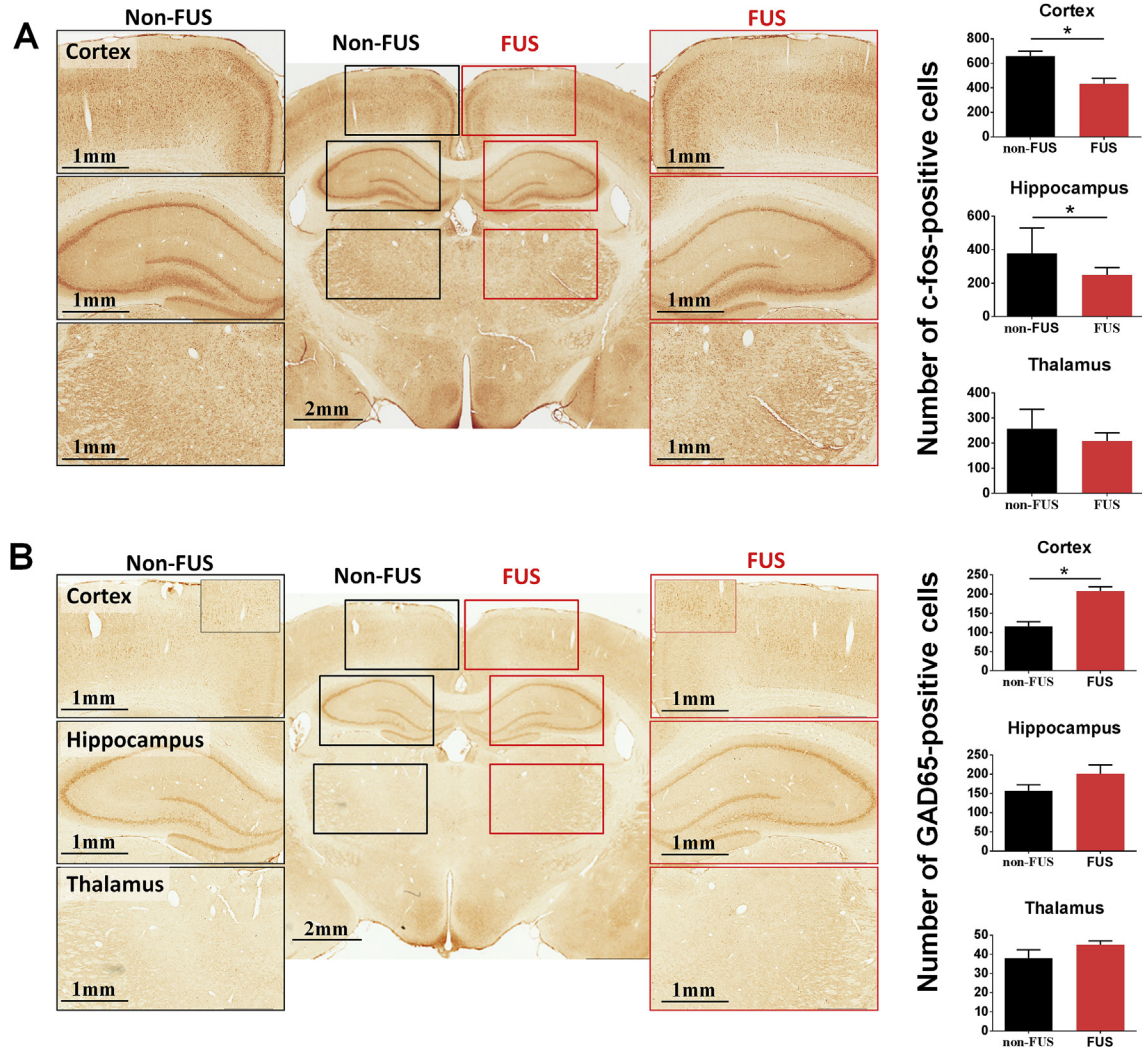 A
Non-FUS
Non-FUS
FUS
FUS
Cortex
1mm
1mm
1mm
2mm
1mm
1mm
1mm
Number of c-fos-positive cells
Cortex
*
800
600
400
200
0
non-FUS FUS
Hippocampus
*
600
400
200
0
non-FUS FUS
Thalamus
400
300
200
100
0
non-FUS FUS
B
Non-FUS
Non-FUS
FUS
FUS
Cortex
1mm
Hippocampus
1mm
Thalamus
1mm
2mm
1mm
1mm
1mm
Number of GAD65-positive cells
Cortex
*
250
200
150
100
50
0
non-FUS FUS
Hippocampus
250
200
150
100
50
0
non-FUS FUS
Thalamus
50
40
30
20
10
0
non-FUS FUS